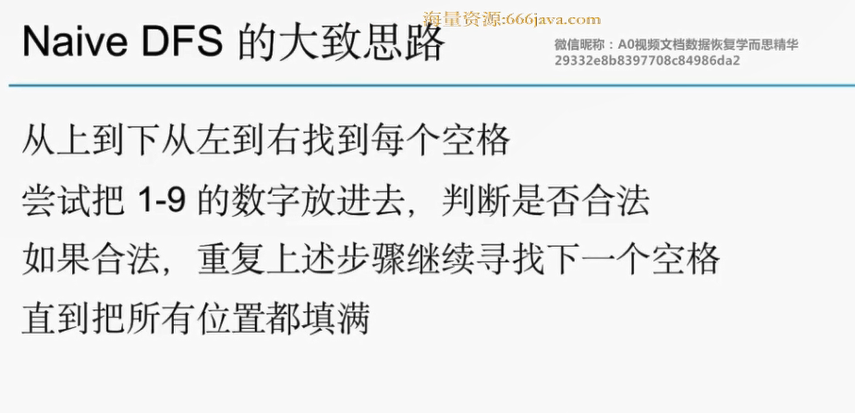 海量资源:666java.com
Naive DFS 的大致思路
微信昵称：A0视频文档数据恢复学而思精华
29332e8b8397708c84986da2
从上到下从左到右找到每个空格
尝试把 1-9 的数字放进去，判断是否合法
如果合法，重复上述步骤继续寻找下一个空格
直到把所有位置都填满